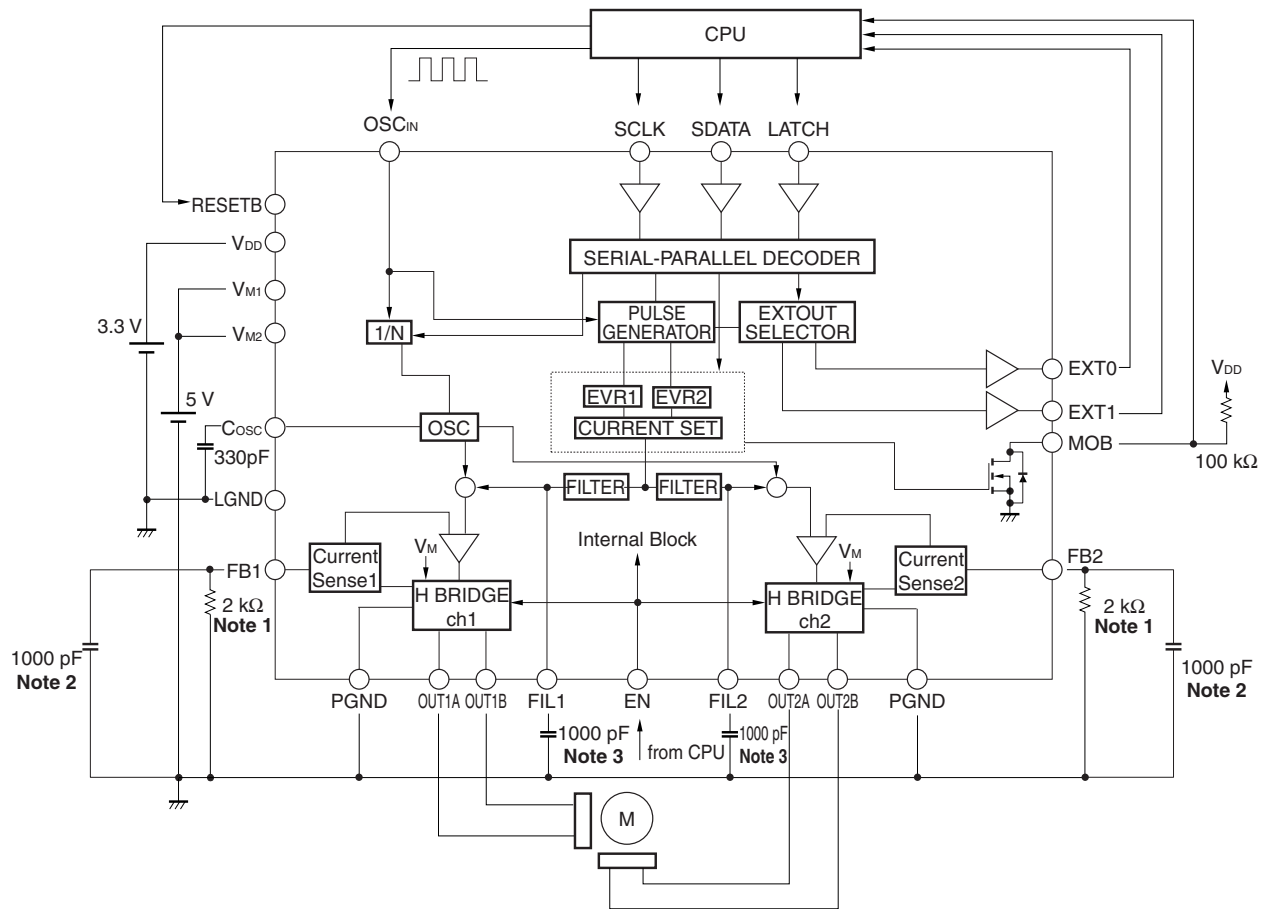 CPU
OSCIN
SCLK
SDATA
LATCH
RESETB
VDD
VM1
VM2
3.3 V
5 V
SERIAL-PARALLEL DECODER
1/N
PULSE
GENERATOR
EXTOUT
SELECTOR
EVR1
EVR2
CURRENT SET
EXT0
EXT1
MOB
VDD
100 kΩ
COSC
330pF
OSC
LGND
FILTER
FILTER
FB1
Current
Sense1
VM
Internal Block
VM
Current
Sense2
FB2
2 kΩ
Note 1
H BRIDGE
ch1
H BRIDGE
ch2
2 kΩ
Note 1
1000 pF
Note 2
1000 pF
Note 2
PGND
OUT1A
OUT1B
FIL1
EN
FIL2
OUT2A
OUT2B
PGND
1000 pF
Note 3
from CPU
1000 pF
Note 3
M